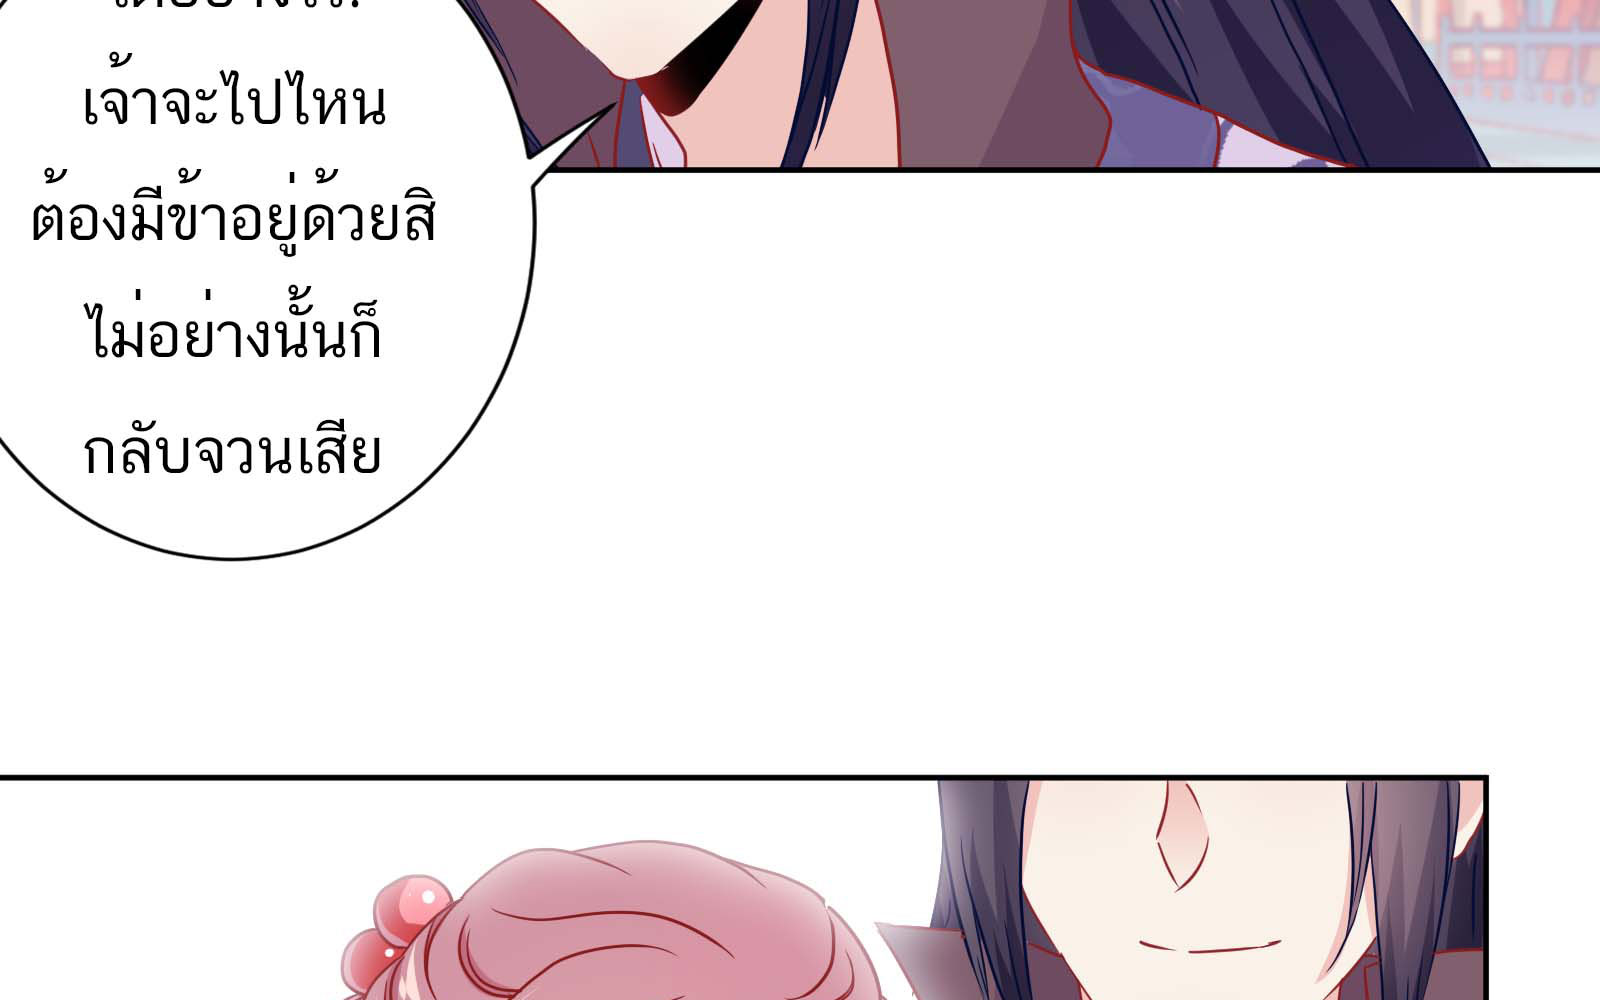 เจ้าจะไปไหน
ต้องมีข้าอยู่ด้วยสิ
ไม่อย่างนั้นก็
กลับจวนเสีย